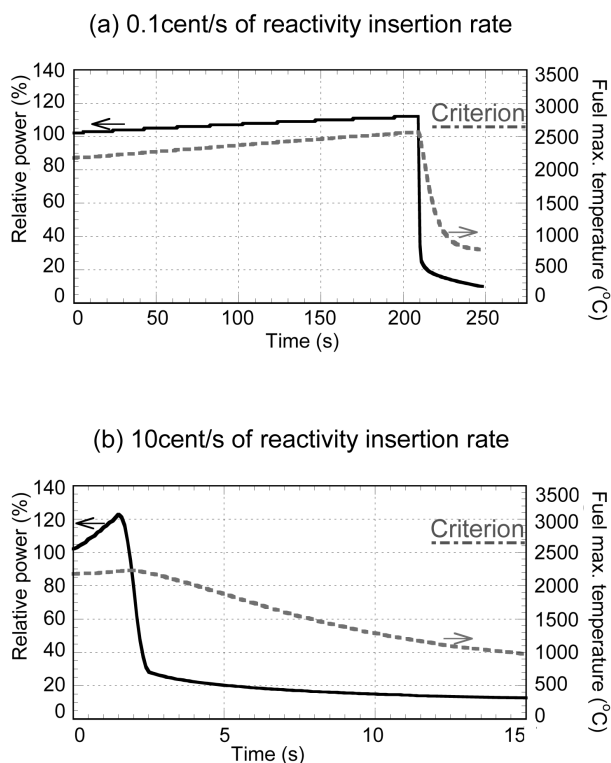 (a) 0.1cent/s of reactivity insertion rate
Relative power (%)
140
120
100
80
60
40
20
0
Criterion
3500
3000
2500
2000
1500
1000
500
0
Fuel max. temperature (°C)
0 50 100 150 200 250
Time (s)
(b) 10cent/s of reactivity insertion rate
Relative power (%)
140
120
100
80
60
40
20
0
Criterion
3500
3000
2500
2000
1500
1000
500
0
Fuel max. temperature (°C)
0 5 10 15
Time (s)